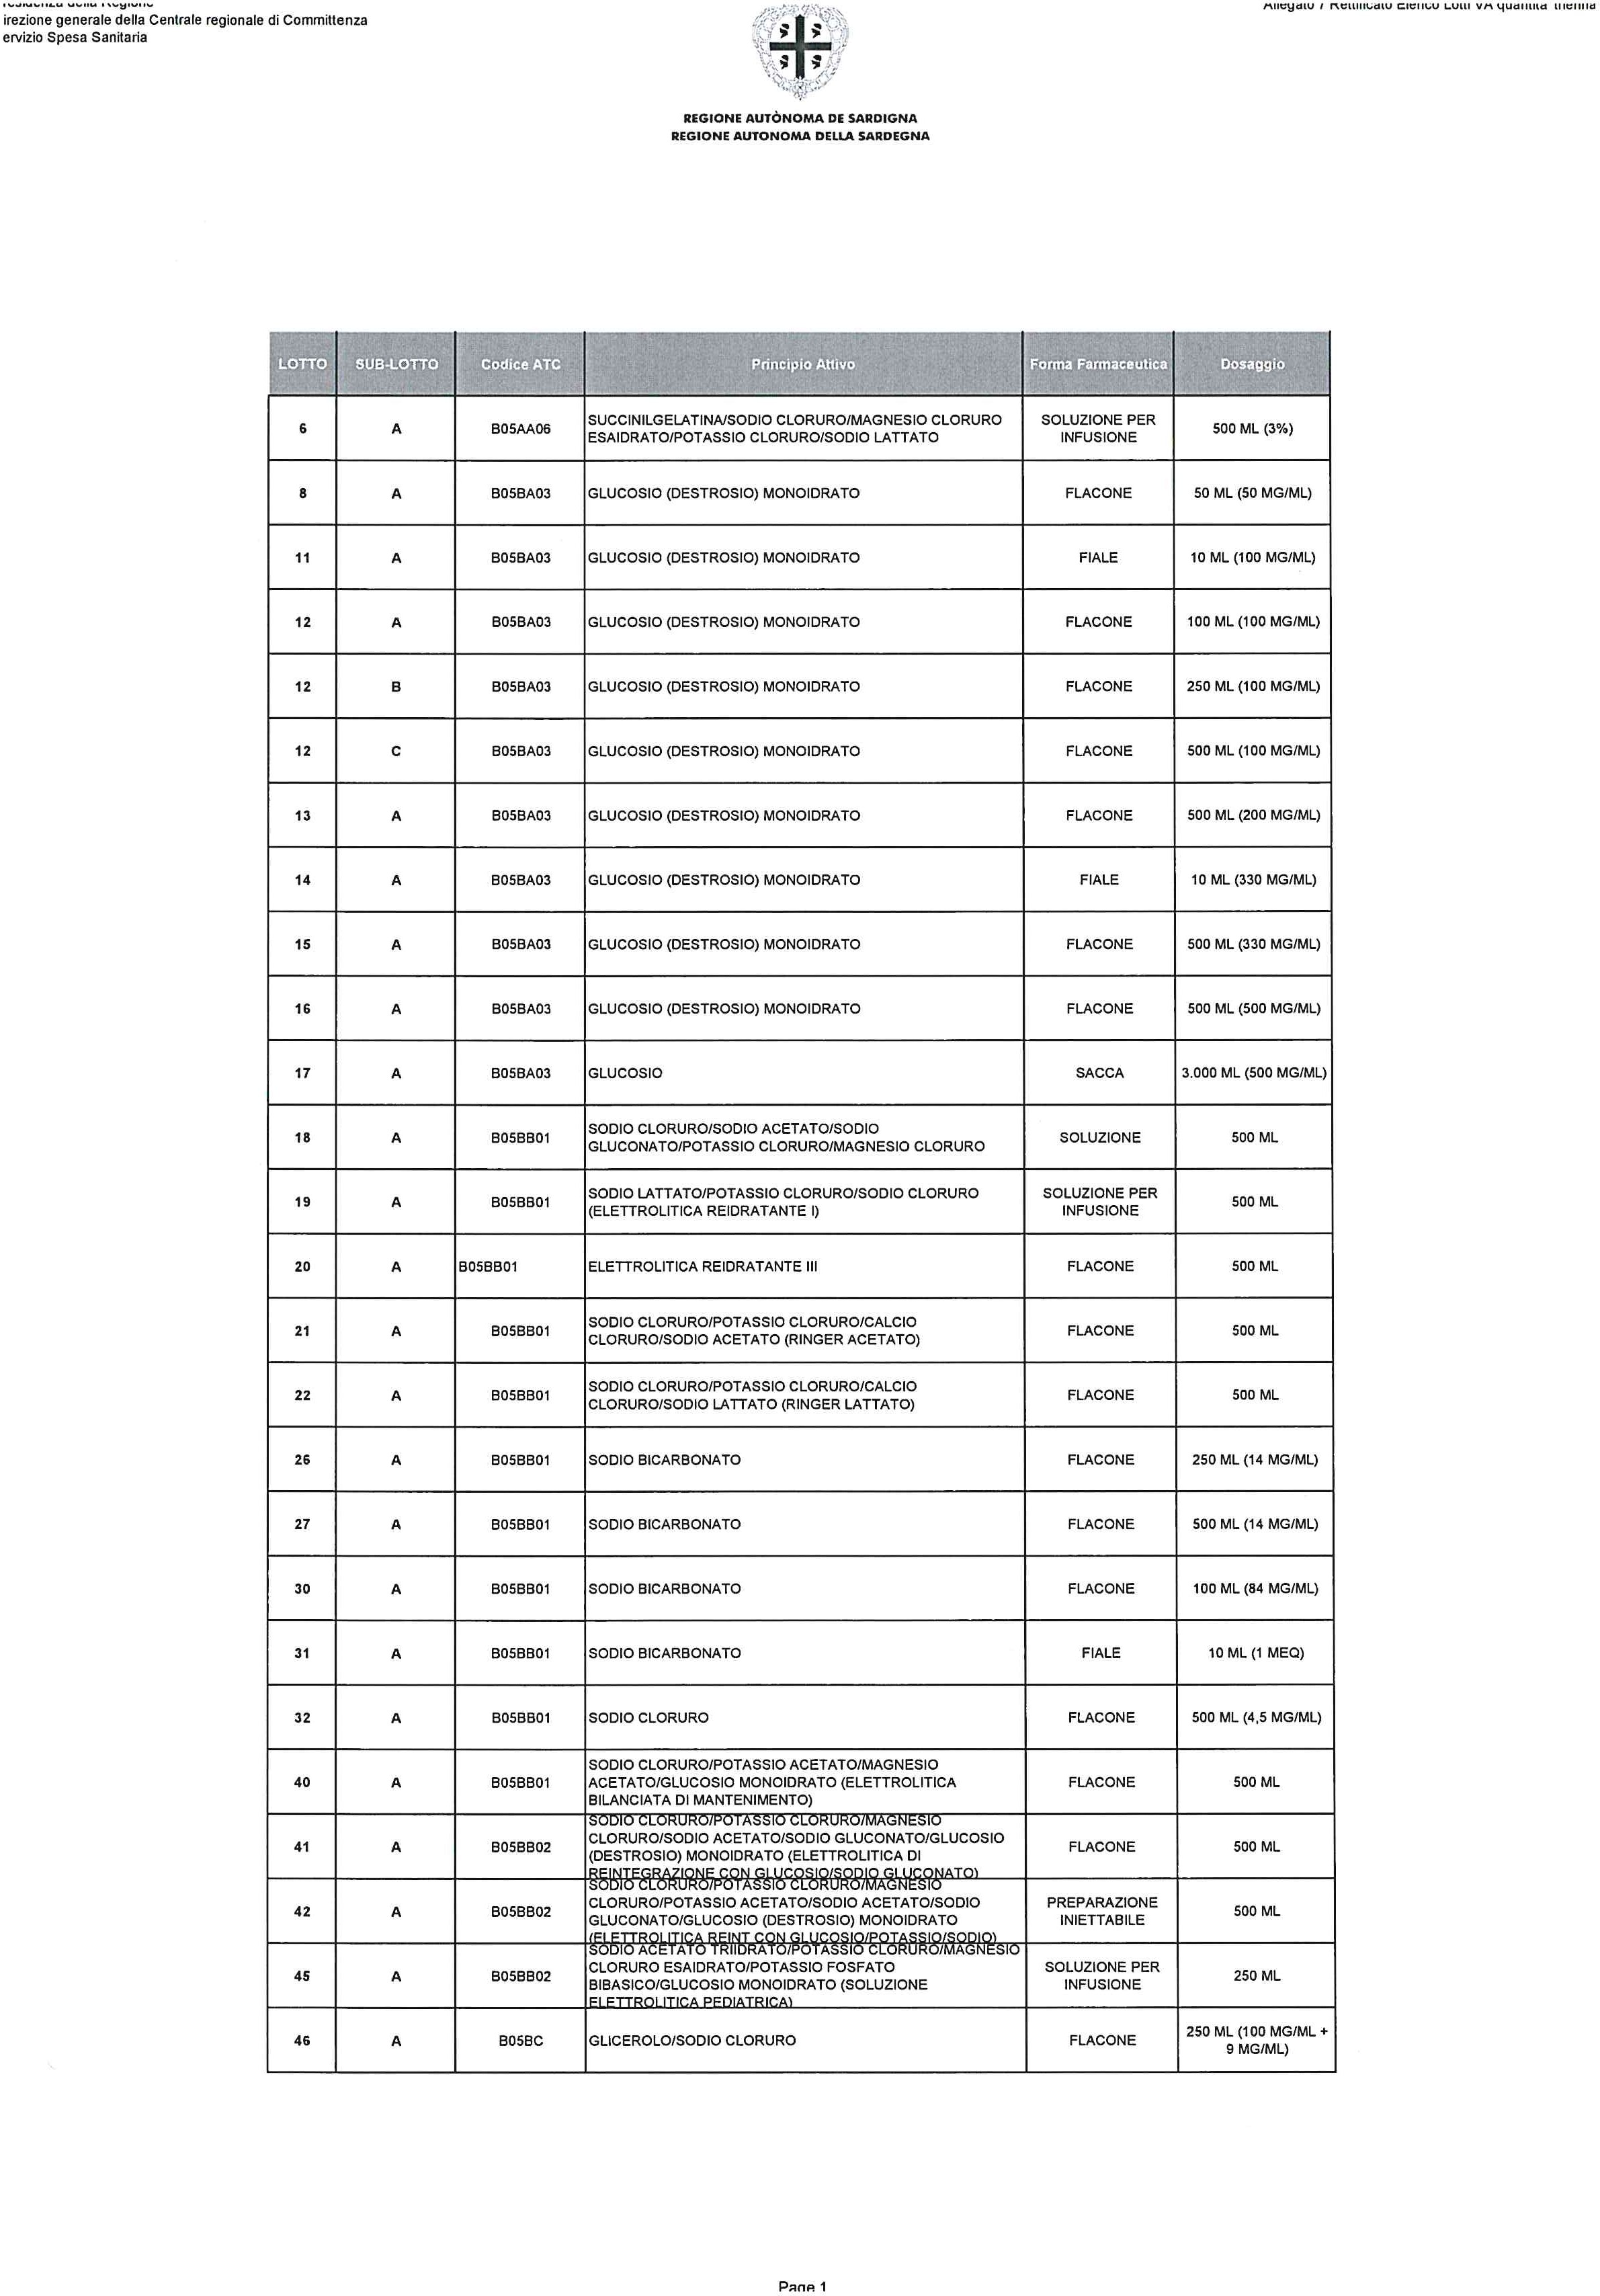 residenza della Regione
irezione generale della Centrale regionale di Committenza
ervizio Spesa Sanitaria
Allegato 7 Rettificato Elenco Lotti VA quantità trienna
REGIONE AUTÒNOMA DE SARDIGNA
REGIONE AUTONOMA DELLA SARDEGNA
LOTTO SUB-LOTTO Codice ATC Principio Attivo Forma Farmaceutica Dosaggio
6 A B05AA06 SUCCINILGELATINA/SODIO CLORURO/MAGNESIO CLORURO SOLUZIONE PER 500 ML (3%)
ESAIDRATO/POTASSIO CLORURO/SODIO LATTATO INFUSIONE
8 A B05BA03 GLUCOSIO (DESTROSIO) MONOIDRATO FLACONE 50 ML (50 MG/ML)
11 A B05BA03 GLUCOSIO (DESTROSIO) MONOIDRATO FIALE 10 ML (100 MG/ML)
12 A B05BA03 GLUCOSIO (DESTROSIO) MONOIDRATO FLACONE 100 ML (100 MG/ML)
12 B B05BA03 GLUCOSIO (DESTROSIO) MONOIDRATO FLACONE 250 ML (100 MG/ML)
12 C B05BA03 GLUCOSIO (DESTROSIO) MONOIDRATO FLACONE 500 ML (100 MG/ML)
13 A B05BA03 GLUCOSIO (DESTROSIO) MONOIDRATO FLACONE 500 ML (200 MG/ML)
14 A B05BA03 GLUCOSIO (DESTROSIO) MONOIDRATO FIALE 10 ML (330 MG/ML)
15 A B05BA03 GLUCOSIO (DESTROSIO) MONOIDRATO FLACONE 500 ML (330 MG/ML)
16 A B05BA03 GLUCOSIO (DESTROSIO) MONOIDRATO FLACONE 500 ML (500 MG/ML)
17 A B05BA03 GLUCOSIO SACCA 3.000 ML (500 MG/ML)
18 A B05BB01 SODIO CLORURO/SODIO ACETATO/SODIO SOLUZIONE 500 ML
GLUCONATO/POTASSIO CLORURO/MAGNESIO CLORURO
19 A B05BB01 SODIO LATTATO/POTASSIO CLORURO/SODIO CLORURO SOLUZIONE PER 500 ML
(ELETTROLITICA REIDRATANTE I) INFUSIONE
20 A B05BB01 ELETTROLITICA REIDRATANTE III FLACONE 500 ML
21 A B05BB01 SODIO CLORURO/POTASSIO CLORURO/CALCIO FLACONE 500 ML
CLORURO/SODIO ACETATO (RINGER ACETATO)
22 A B05BB01 SODIO CLORURO/POTASSIO CLORURO/CALCIO FLACONE 500 ML
CLORURO/SODIO LATTATO (RINGER LATTATO)
26 A B05BB01 SODIO BICARBONATO FLACONE 250 ML (14 MG/ML)
27 A B05BB01 SODIO BICARBONATO FLACONE 500 ML (14 MG/ML)
30 A B05BB01 SODIO BICARBONATO FLACONE 100 ML (84 MG/ML)
31 A B05BB01 SODIO BICARBONATO FIALE 10 ML (1 MEQ)
32 A B05BB01 SODIO CLORURO FLACONE 500 ML (4,5 MG/ML)
40 A B05BB01 SODIO CLORURO/POTASSIO ACETATO/MAGNESIO FLACONE 500 ML
ACETATO/GLUCOSIO MONOIDRATO (ELETTROLITICA
BILANCIATA DI MANTENIMENTO)
41 A B05BB02 SODIO CLORURO/POTASSIO CLORURO/MAGNESIO FLACONE 500 ML
CLORURO/SODIO ACETATO/SODIO GLUCONATO/GLUCOSIO
(DESTROSIO) MONOIDRATO (ELETTROLITICA DI
REINTEGRAZIONE CON GLUCOSIO/SODIO GLUCONATO)
42 A B05BB02 SODIO CLORURO/POTASSIO CLORURO/MAGNESIO PREPARAZIONE 500 ML
CLORURO/POTASSIO ACETATO/SODIO ACETATO/SODIO INIETTABILE
GLUCONATO/GLUCOSIO (DESTROSIO) MONOIDRATO
(ELETTROLITICA REINT CON GLUCOSIO/POTASSIO/SODIO)
45 A B05BB02 SODIO ACETATO TRIIDRATO/POTASSIO CLORURO/MAGNESIO SOLUZIONE PER 250 ML
CLORURO ESAIDRATO/POTASSIO FOSFATO INFUSIONE
BIBASICO/GLUCOSIO MONOIDRATO (SOLUZIONE
ELETTROLITICA PEDIATRICA)
46 A B05BC GLICEROLO/SODIO CLORURO FLACONE 250 ML (100 MG/ML +
9 MG/ML)
Page 1